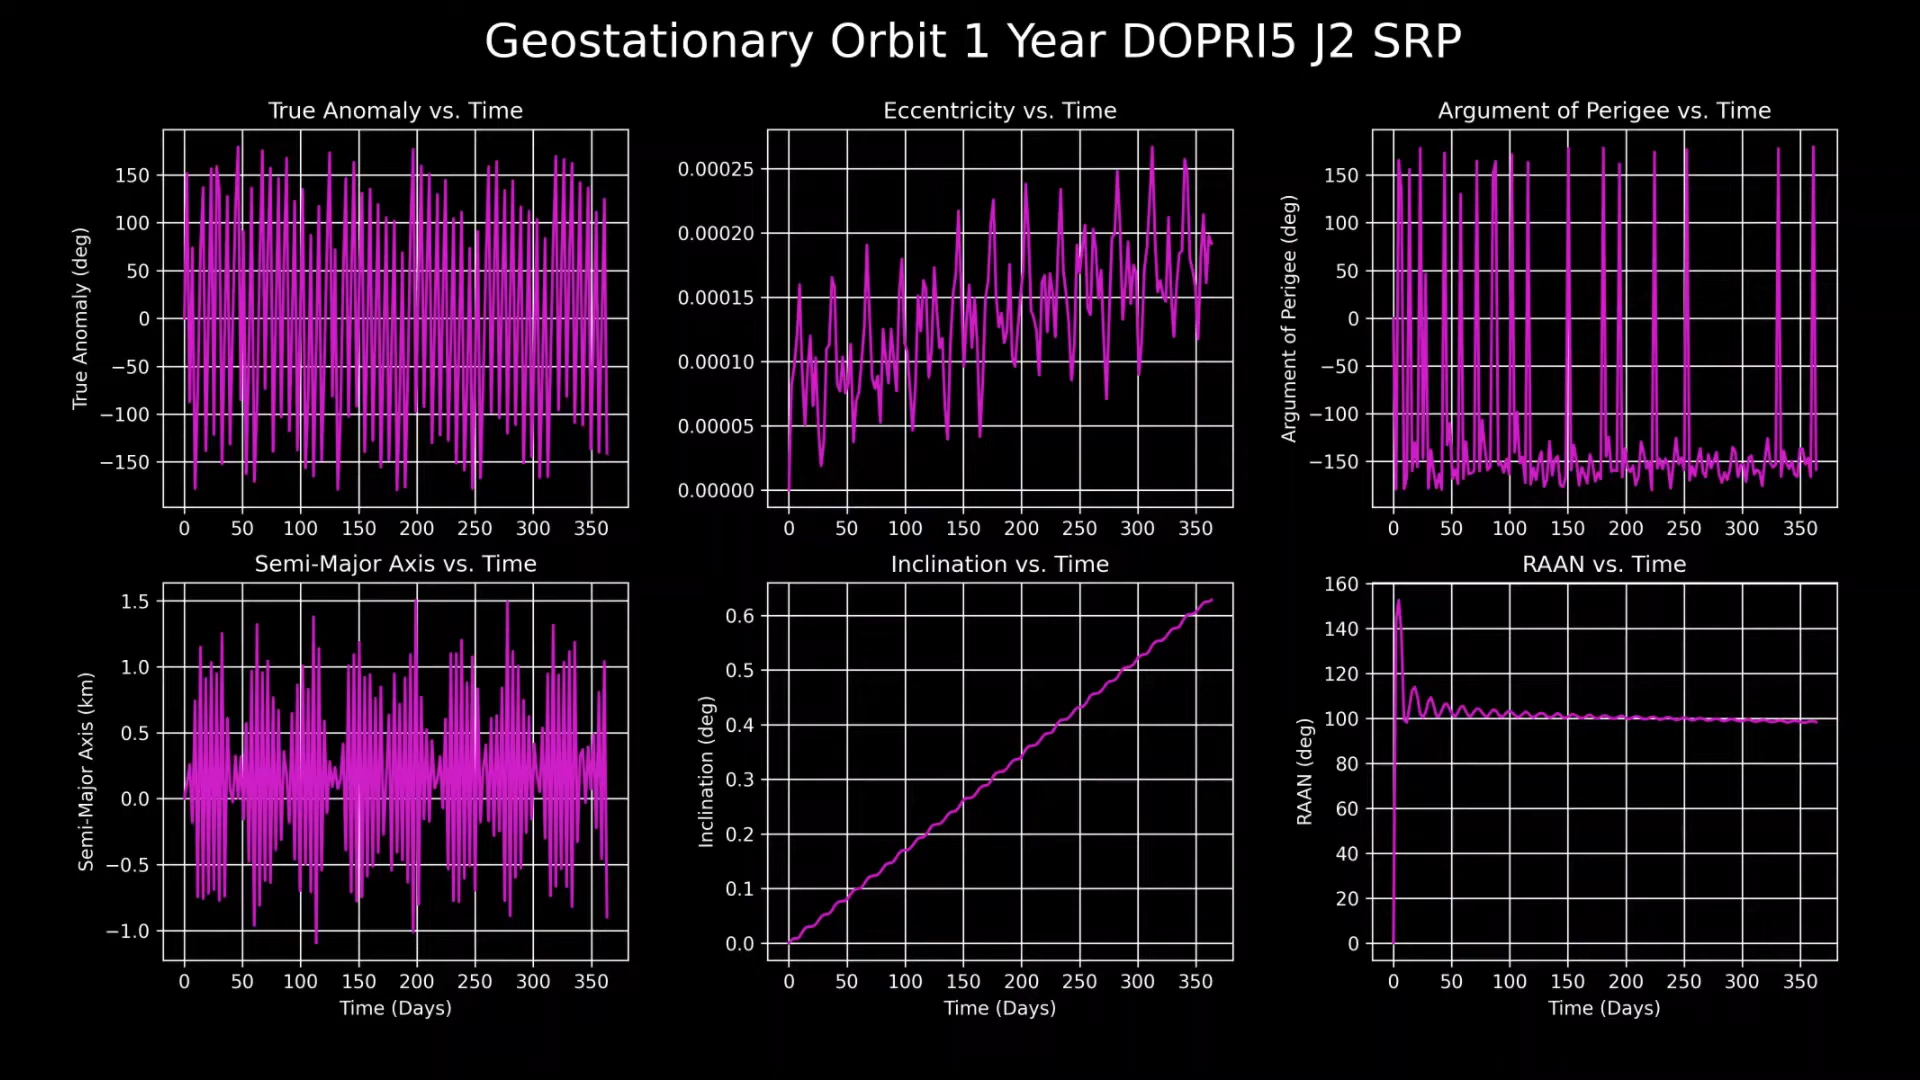 Geostationary Orbit 1 Year DOPRI5 J2 SRP
True Anomaly vs. Time
True Anomaly (deg)
150
100
50
0
−50
−100
−150
0 50 100 150 200 250 300 350
Eccentricity vs. Time
0.00025
0.00020
0.00015
0.00010
0.00005
0.00000
0 50 100 150 200 250 300 350
Argument of Perigee vs. Time
Argument of Perigee (deg)
150
100
50
0
−50
−100
−150
0 50 100 150 200 250 300 350
Semi-Major Axis vs. Time
Semi-Major Axis (km)
1.5
1.0
0.5
0.0
−0.5
−1.0
0 50 100 150 200 250 300 350
Time (Days)
Inclination vs. Time
Inclination (deg)
0.6
0.5
0.4
0.3
0.2
0.1
0.0
0 50 100 150 200 250 300 350
Time (Days)
RAAN vs. Time
RAAN (deg)
160
140
120
100
80
60
40
20
0
0 50 100 150 200 250 300 350
Time (Days)